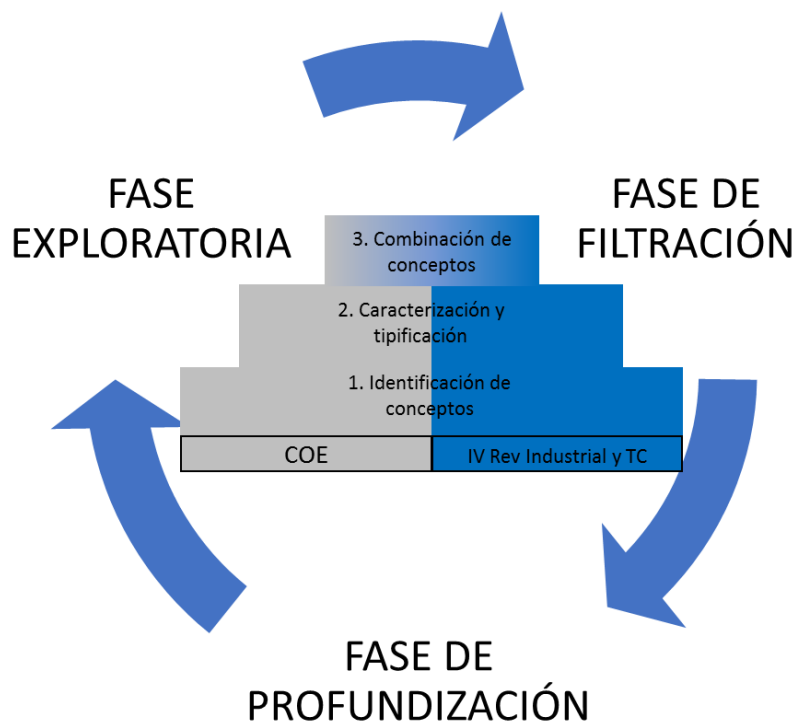 FASE
EXPLORATORIA
FASE DE
FILTRACIÓN
3. Combinación de
conceptos
2. Caracterización y
tipificación
1. Identificación de
conceptos
COE
IV Rev Industrial y TC
FASE DE
PROFUNDIZACIÓN